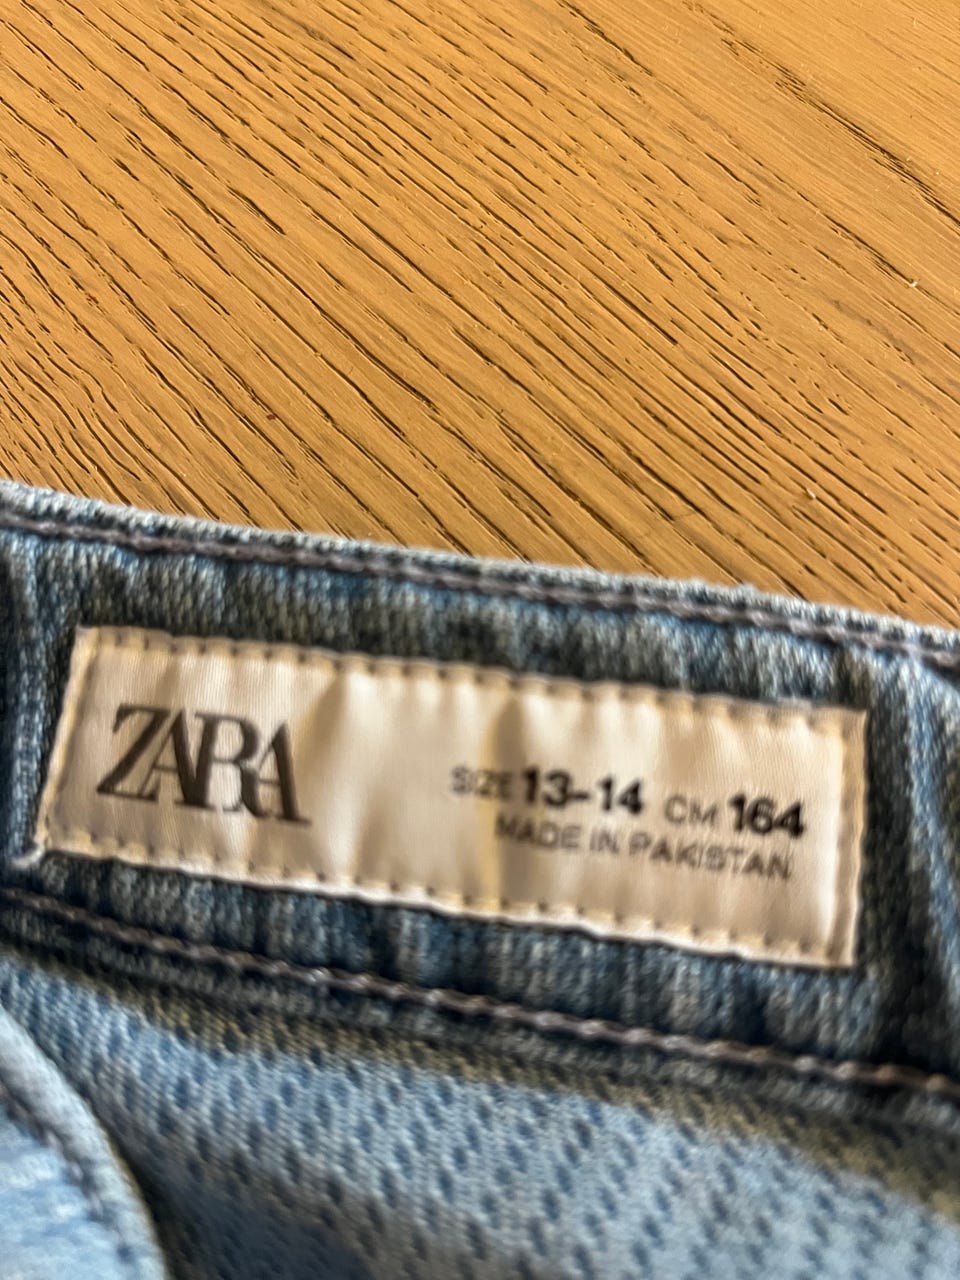 ZARA
SIZE 13-14 CM 164
MADE IN PAKISTAN